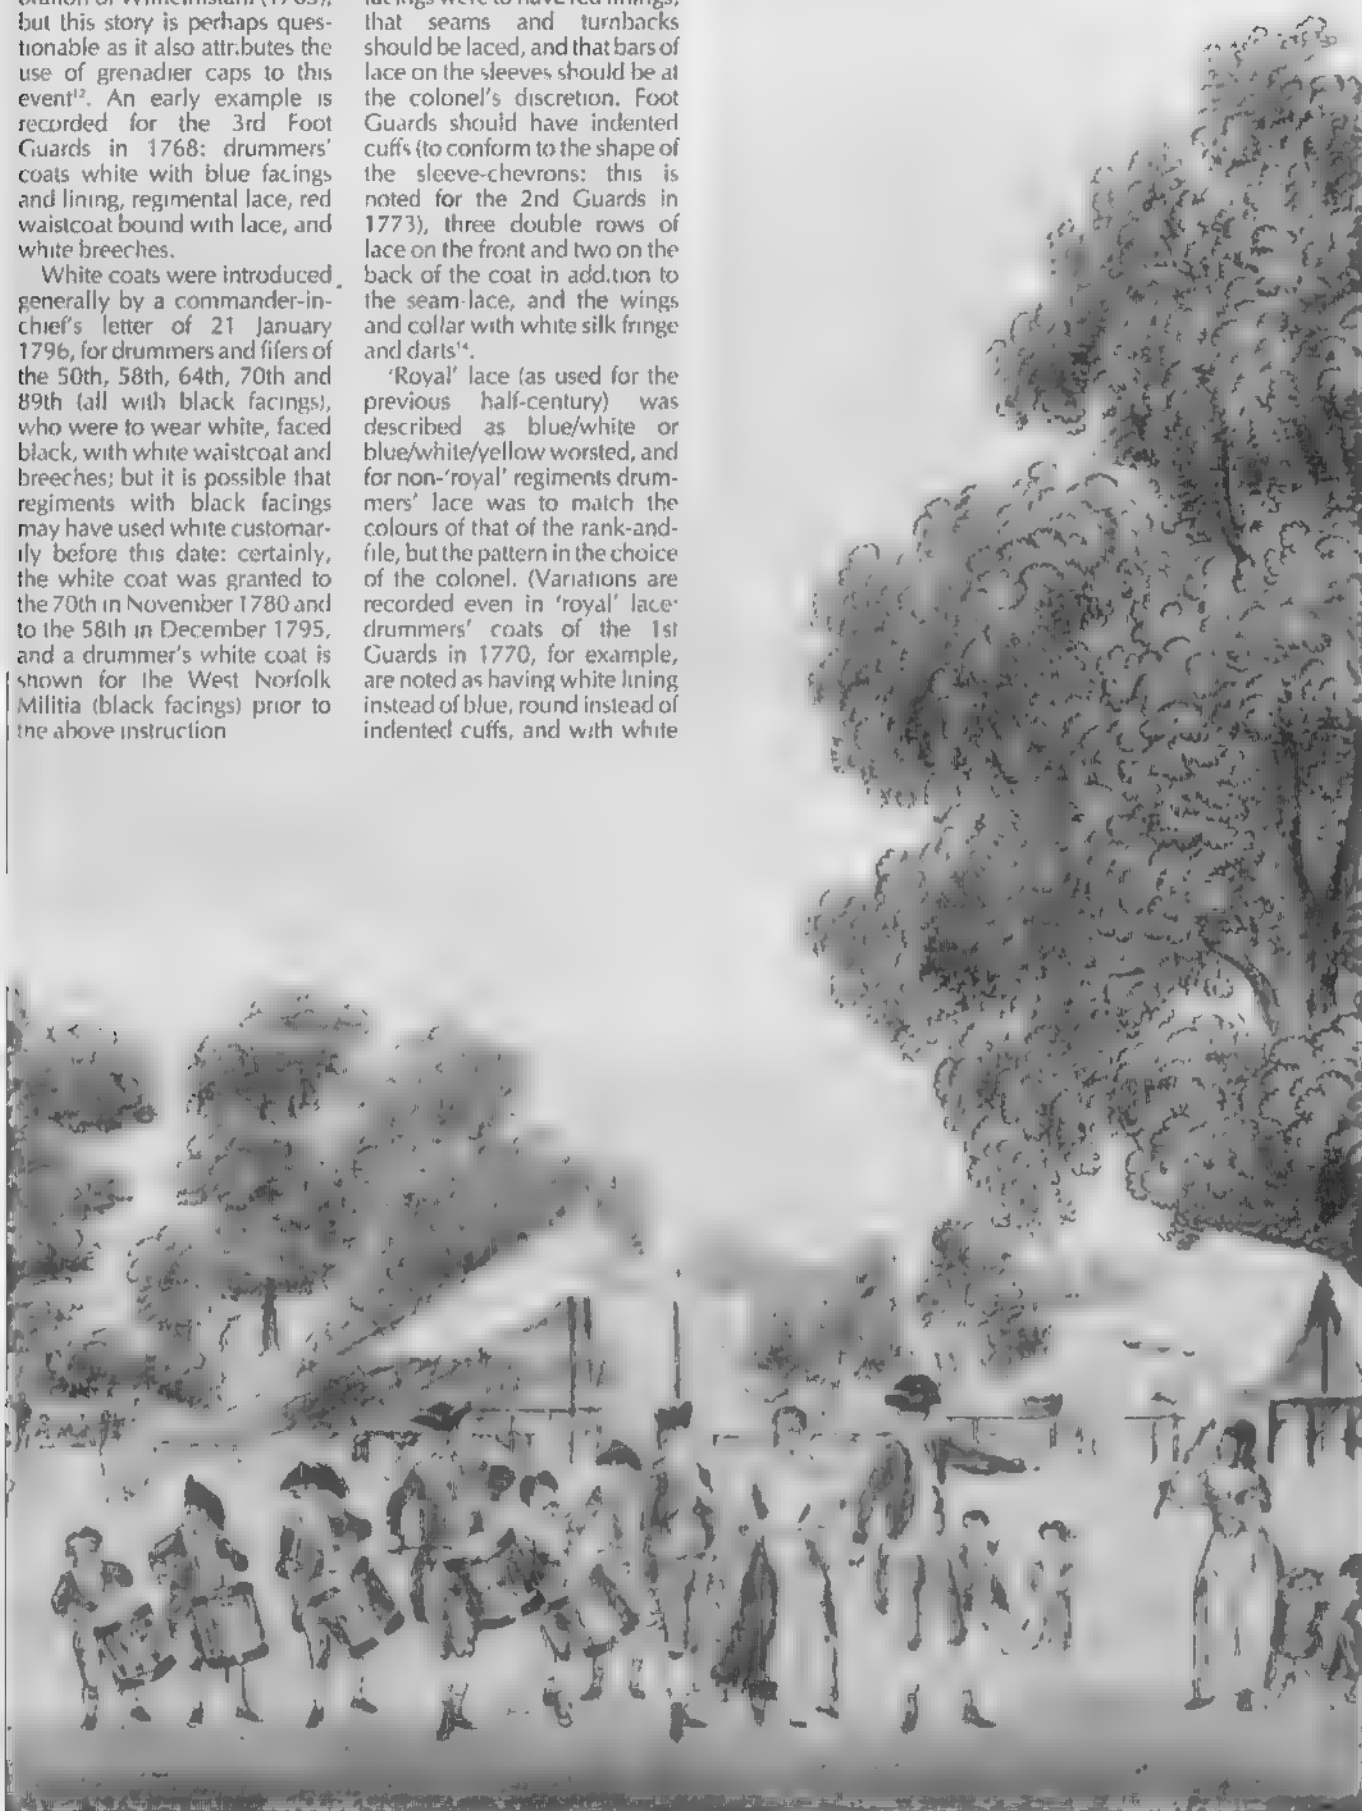 but this story is perhaps ques-
tionable as it also attributes the
use of grenadier caps to this
event¹². An early example is
recorded for the 3rd Foot
Guards in 1768: drummers'
coats white with blue facings
and lining, regimental lace, red
waistcoat bound with lace, and
white breeches.
White coats were introduced
generally by a commander-in-
chief's letter of 21 January
1796, for drummers and fifers of
the 50th, 58th, 64th, 70th and
89th (all with black facings),
who were to wear white, faced
black, with white waistcoat and
breeches; but it is possible that
regiments with black facings
may have used white customar-
ily before this date: certainly,
the white coat was granted to
the 70th in November 1780 and
to the 58th in December 1795,
and a drummer's white coat is
shown for the West Norfolk
Militia (black facings) prior to
the above instruction
facings were to have red linings,
that seams and turnbacks
should be laced, and that bars of
lace on the sleeves should be at
the colonel's discretion. Foot
Guards should have indented
cuffs (to conform to the shape of
the sleeve-chevrons: this is
noted for the 2nd Guards in
1773), three double rows of
lace on the front and two on the
back of the coat in addition to
the seam-lace, and the wings
and collar with white silk fringe
and darts¹⁴.
'Royal' lace (as used for the
previous half-century) was
described as blue/white or
blue/white/yellow worsted, and
for non-'royal' regiments drum-
mers' lace was to match the
colours of that of the rank-and-
file, but the pattern in the choice
of the colonel. (Variations are
recorded even in 'royal' lace:
drummers' coats of the 1st
Guards in 1770, for example,
are noted as having white lining
instead of blue, round instead of
indented cuffs, and with white